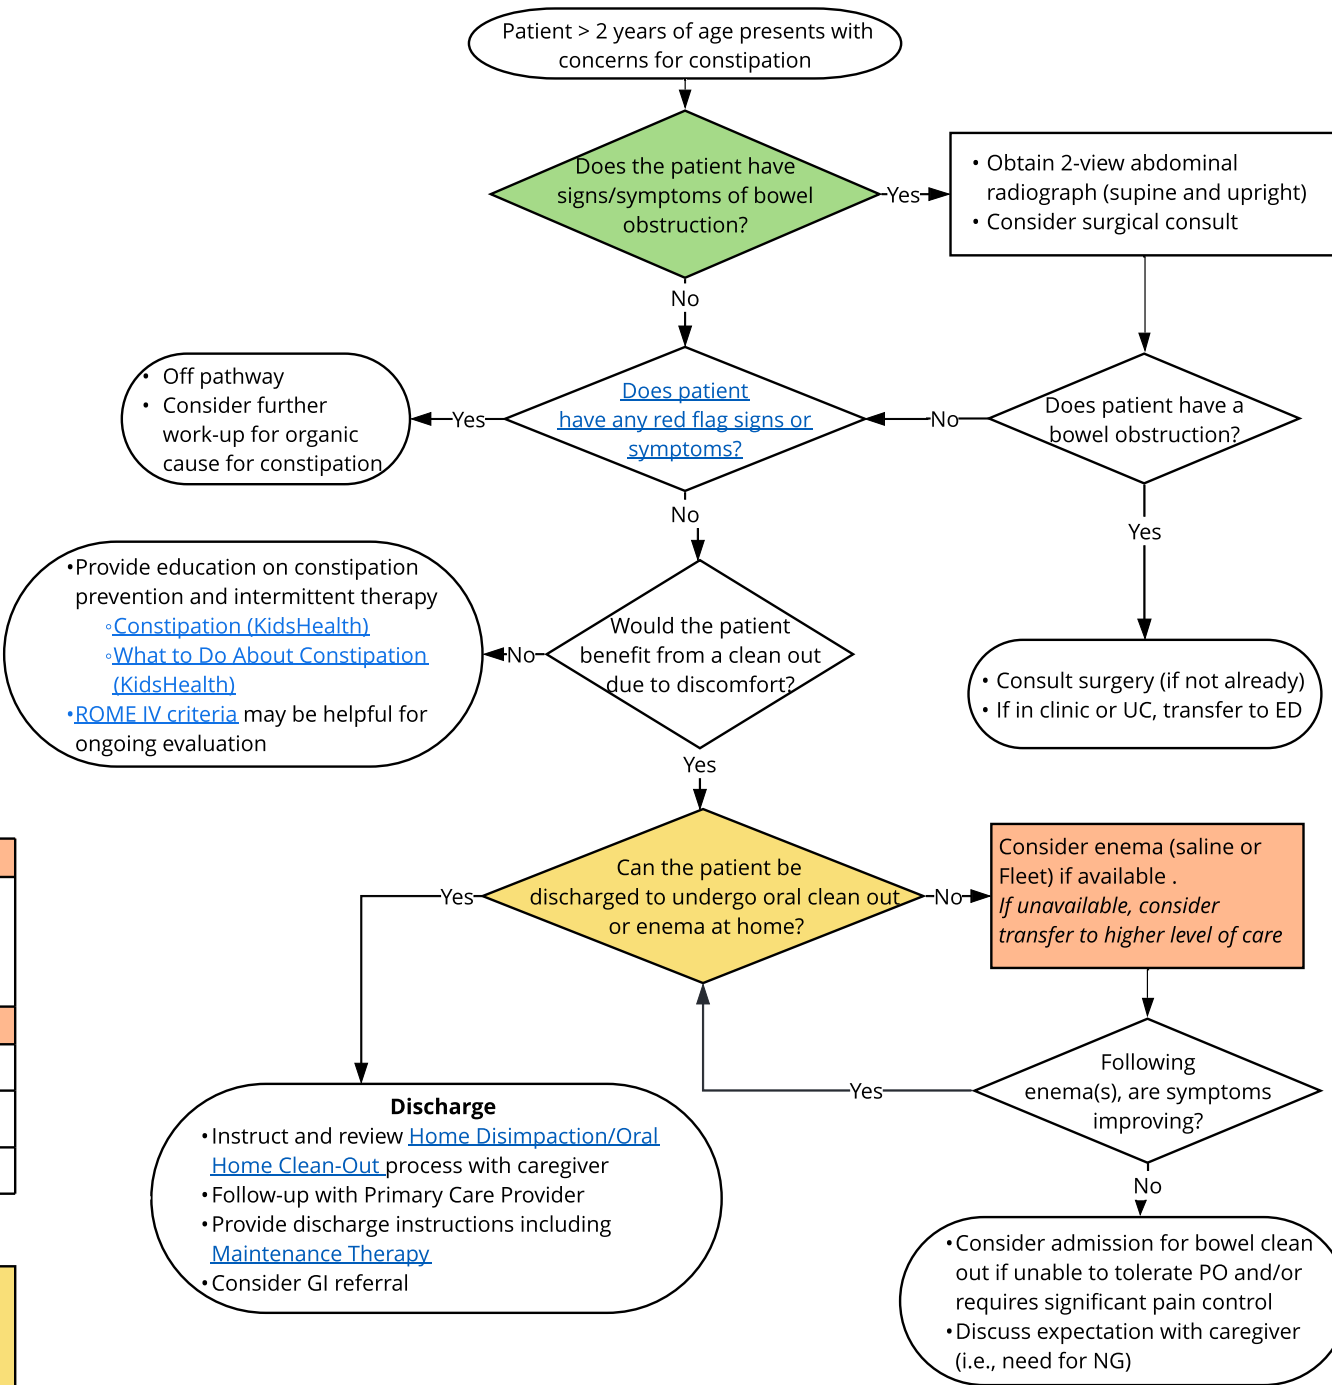 Patient > 2 years of age presents with
concerns for constipation
Does the patient have
signs/symptoms of bowel
obstruction?
Yes
• Obtain 2-view abdominal
radiograph (supine and upright)
• Consider surgical consult
No
• Off pathway
• Consider further
work-up for organic
cause for constipation
Yes
Does patient
have any red flag signs or
symptoms?
No
Does patient have a
bowel obstruction?
No
Yes
•Provide education on constipation
prevention and intermittent therapy
◦Constipation (KidsHealth)
◦What to Do About Constipation
(KidsHealth)
•ROME IV criteria may be helpful for
ongoing evaluation
No
Would the patient
benefit from a clean out
due to discomfort?
• Consult surgery (if not already)
• If in clinic or UC, transfer to ED
Yes
Yes
Can the patient be
discharged to undergo oral clean out
or enema at home?
No
Consider enema (saline or
Fleet) if available .
If unavailable, consider
transfer to higher level of care
Yes
Following
enema(s), are symptoms
improving?
No
Discharge
•Instruct and review Home Disimpaction/Oral
Home Clean-Out process with caregiver
•Follow-up with Primary Care Provider
•Provide discharge instructions including
Maintenance Therapy
•Consider GI referral
•Consider admission for bowel clean
out if unable to tolerate PO and/or
requires significant pain control
•Discuss expectation with caregiver
(i.e., need for NG)